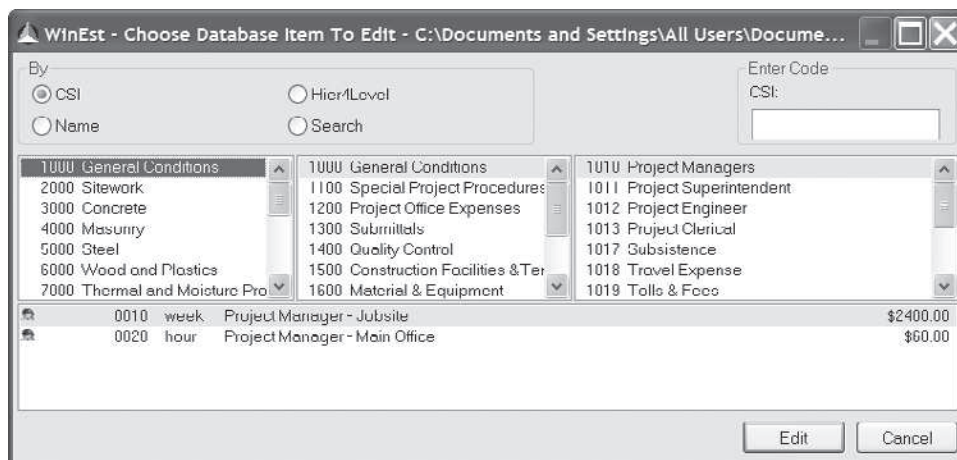 WinEst - Choose Database Item To Edit - C:\Documents and Settings\All Users\Docume...
By
CSI
Hier4Level
Name
Search
Enter Code
CSI:
1000 General Conditions
2000 Sitework
3000 Concrete
4000 Masonry
5000 Steel
6000 Wood and Plastics
7000 Thermal and Moisture Pro
1000 General Conditions
1100 Special Project Procedures
1200 Project Office Expenses
1300 Submittals
1400 Quality Control
1500 Construction Facilities & Ter
1600 Material & Equipment
1010 Project Managers
1011 Project Superintendent
1012 Project Engineer
1013 Project Clerical
1017 Subsistence
1018 Travel Expense
1019 Tolls & Fees
0010 week Project Manager - Jobsite $2400.00
0020 hour Project Manager - Main Office $60.00
Edit
Cancel